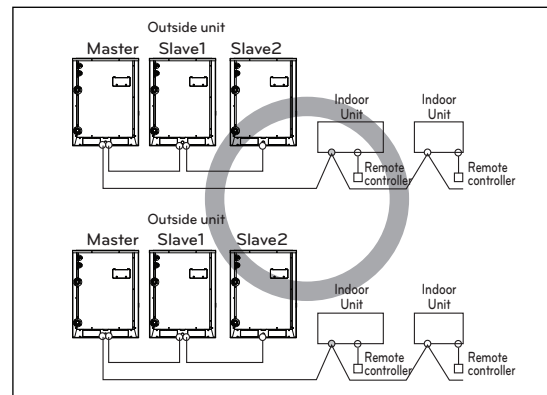 Outside unit
Master Slave1 Slave2
Indoor Unit
Indoor Unit
Remote controller
Remote controller
Outside unit
Master Slave1 Slave2
Indoor Unit
Indoor Unit
Remote controller
Remote controller